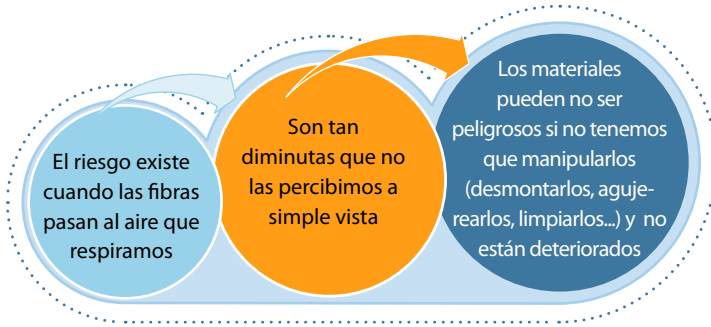 El riesgo existe
cuando las fibras
pasan al aire que
respiramos
Son tan
diminutas que no
las percibimos a
simple vista
Los materiales
pueden no ser
peligrosos si no tenemos
que manipularlos
(desmontarlos, aguje-
rearlos, limpiarlos...) y no
están deteriorados